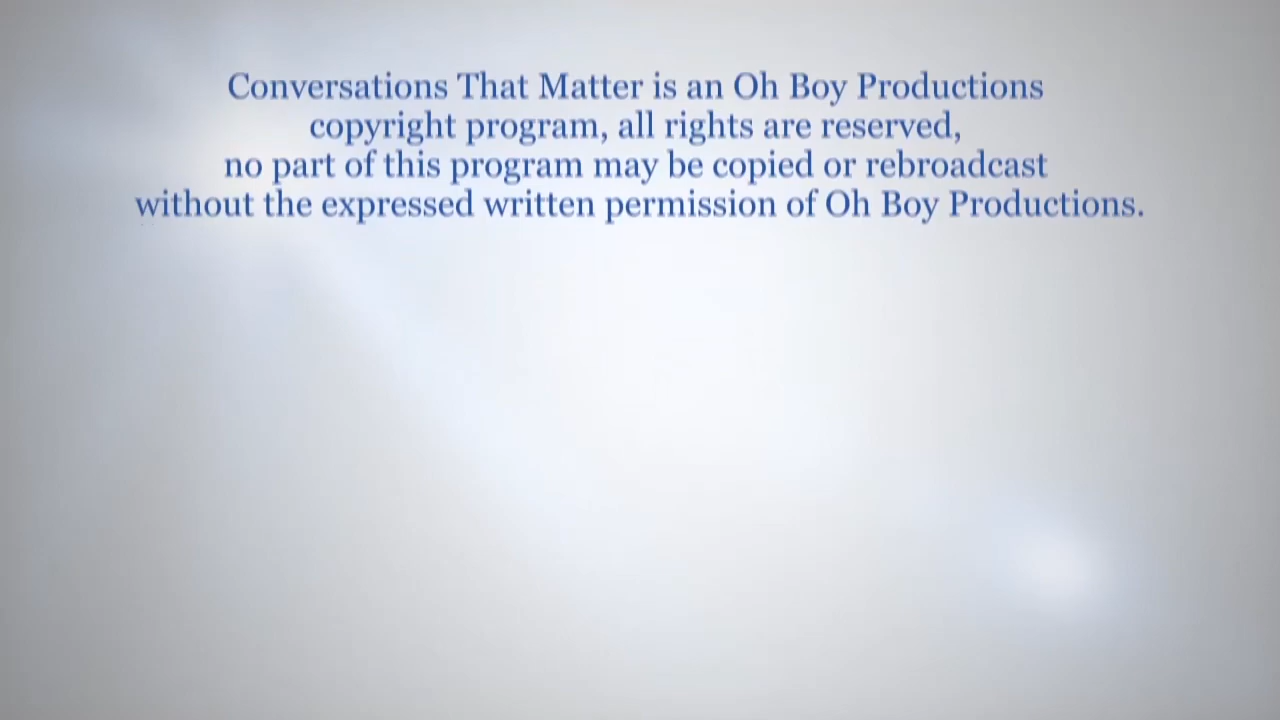 Conversations That Matter is an Oh Boy Productions
copyright program, all rights are reserved,
no part of this program may be copied or rebroadcast
without the expressed written permission of Oh Boy Productions.